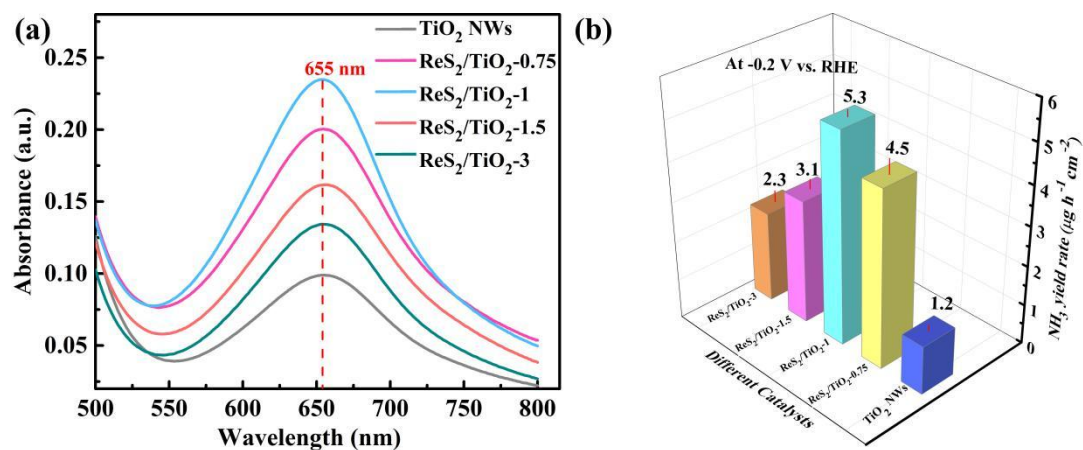 (a)
TiO₂ NWs
ReS₂/TiO₂-0.75
ReS₂/TiO₂-1
ReS₂/TiO₂-1.5
ReS₂/TiO₂-3
655 nm
0.25
0.20
0.15
0.10
0.05
Absorbance (a.u.)
500 550 600 650 700 750 800
Wavelength (nm)
(b)
At -0.2 V vs. RHE
5.3
4.5
3.1
2.3
1.2
6
5
4
3
2
1
0
NH₃ yield rate (μg h⁻¹ cm⁻²)
ReS₂/TiO₂-3
ReS₂/TiO₂-1.5
ReS₂/TiO₂-1
ReS₂/TiO₂-0.75
TiO₂ NWs
Different Catalysts